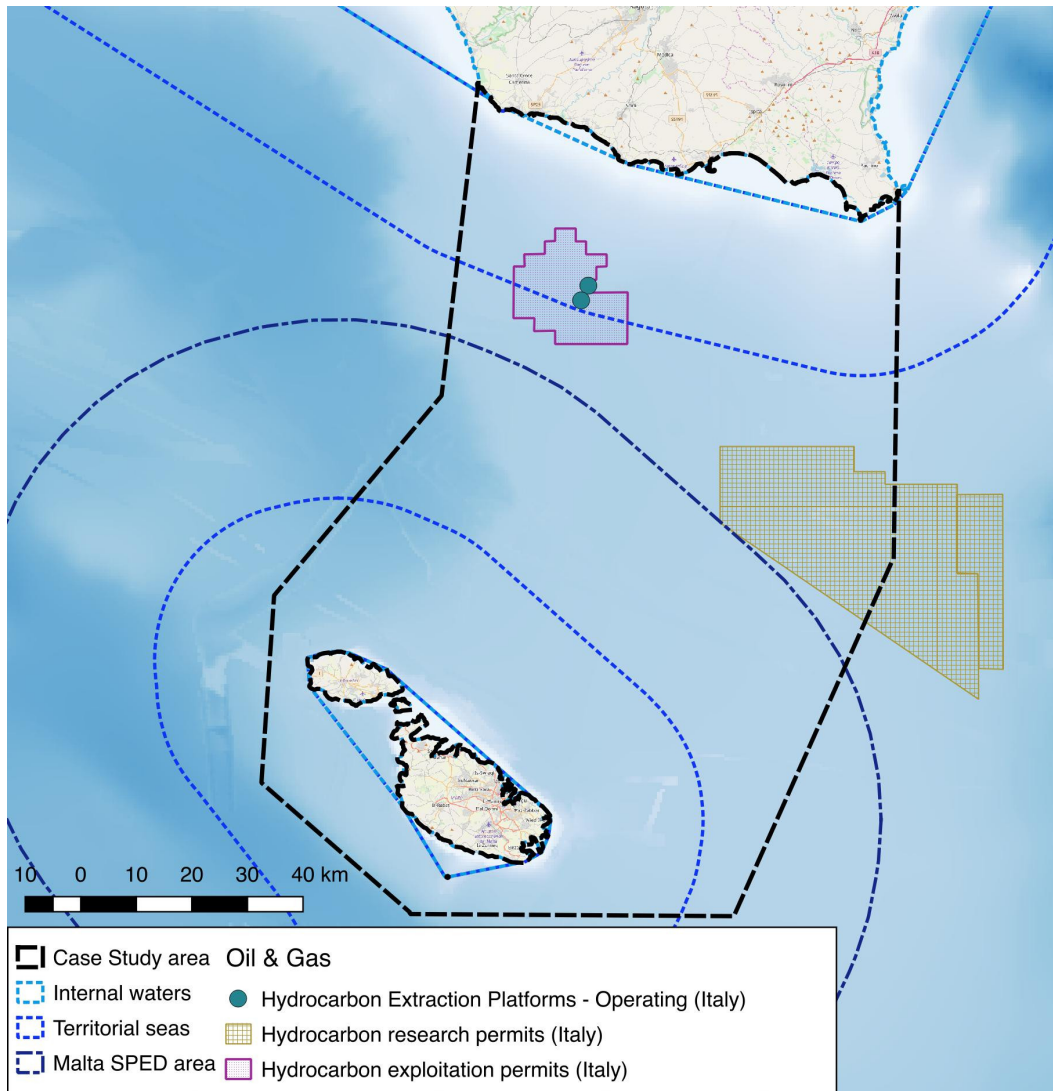 Modica
10 0 10 20 30 40 km
Case Study area
Internal waters
Territorial seas
Malta SPED area
Oil & Gas
Hydrocarbon Extraction Platforms - Operating (Italy)
Hydrocarbon research permits (Italy)
Hydrocarbon exploitation permits (Italy)